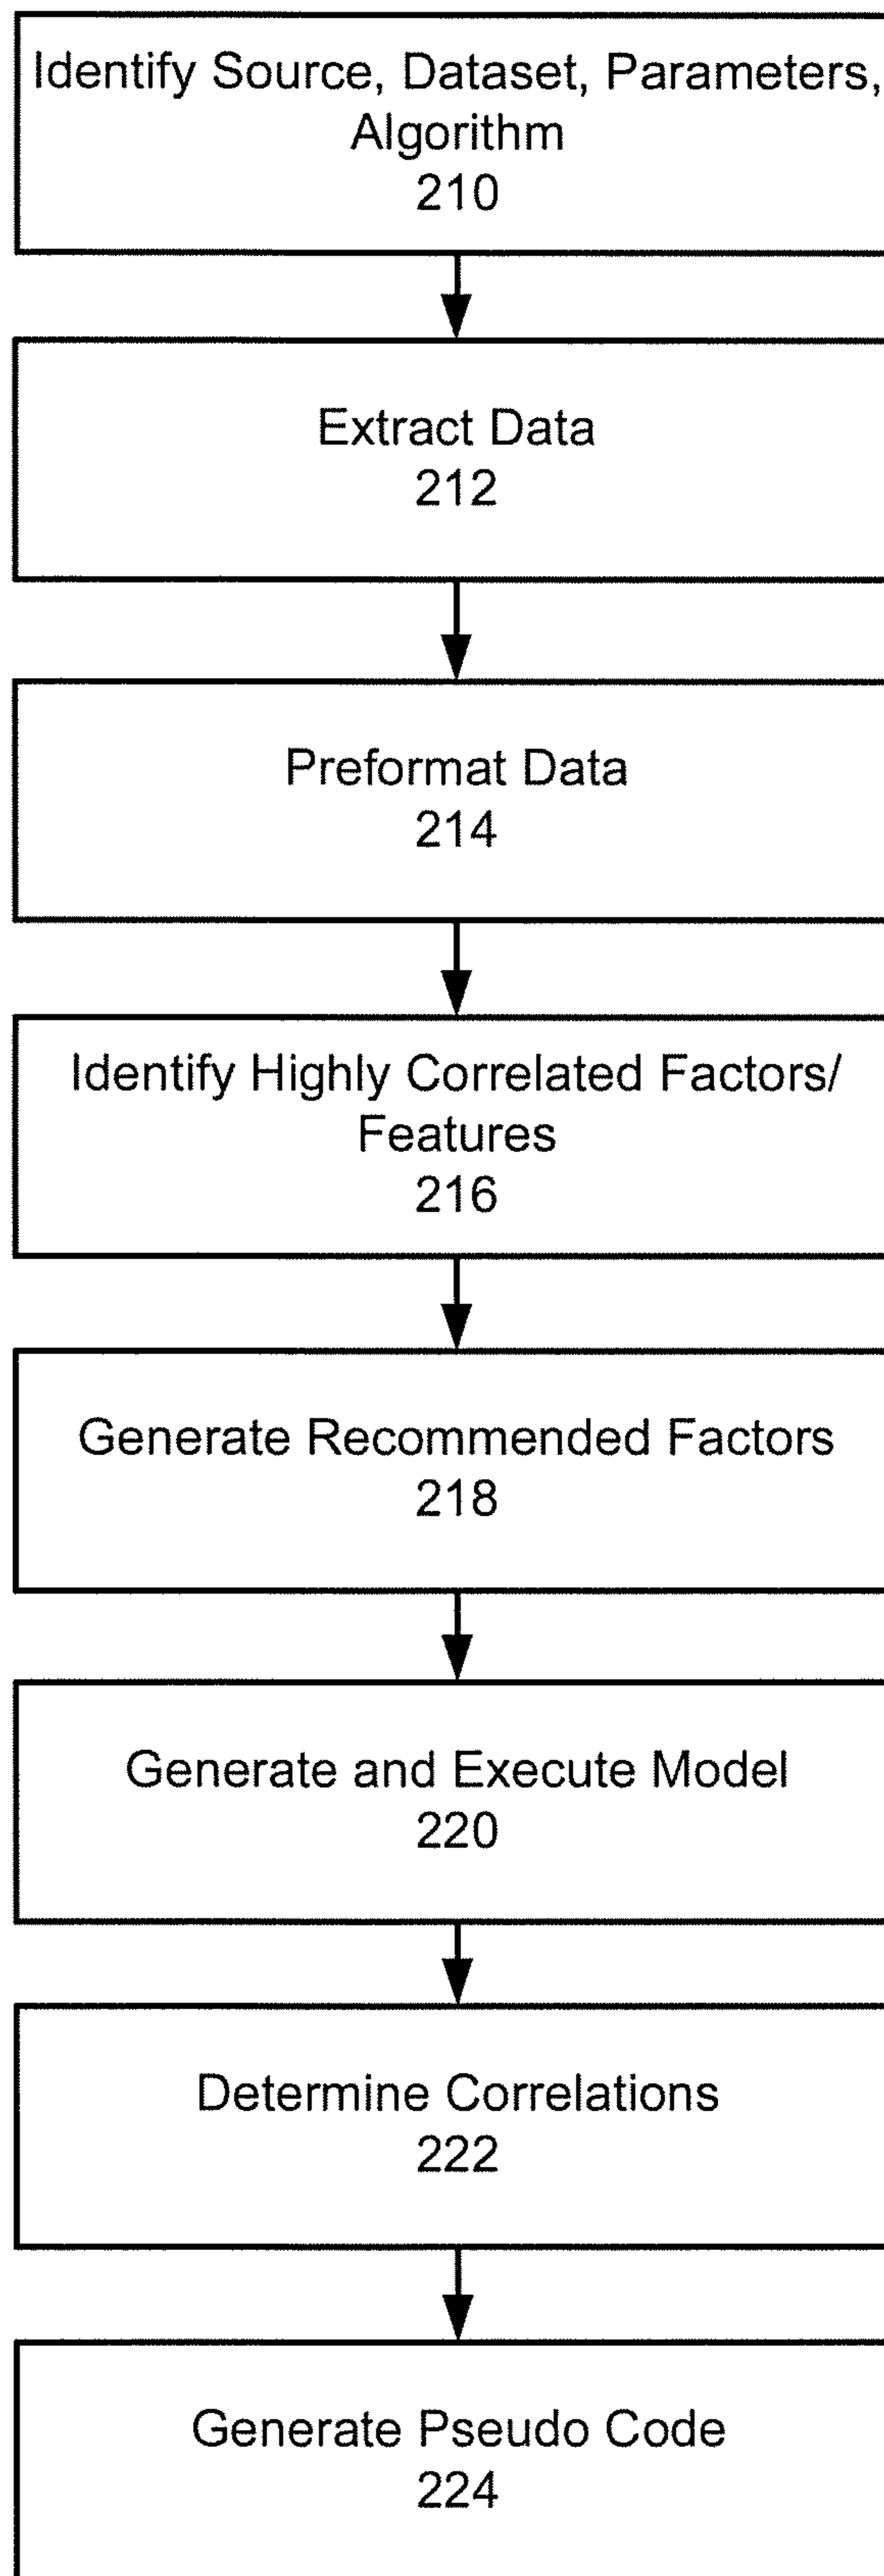 Identify Source, Dataset, Parameters,
Algorithm
210
Extract Data
212
Preformat Data
214
Identify Highly Correlated Factors/
Features
216
Generate Recommended Factors
218
Generate and Execute Model
220
Determine Correlations
222
Generate Pseudo Code
224